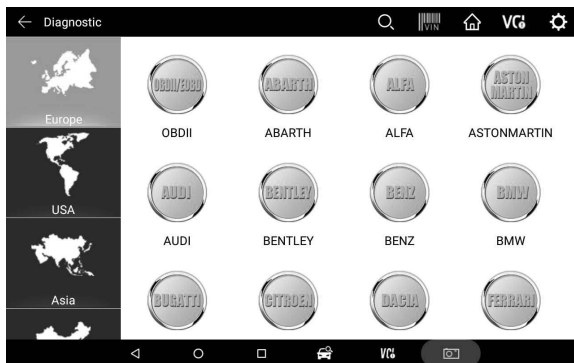 Diagnostic
VIN
VCI
Europe
USA
Asia
OBDII/EOBD
ABARTH
ALFA
ASTON
MARTIN
OBDII
ABARTH
ALFA
ASTONMARTIN
AUDI
BENTLEY
BENZ
BMW
AUDI
BENTLEY
BENZ
BMW
BUGATTI
CITROEN
DACIA
FERRARI
VCI